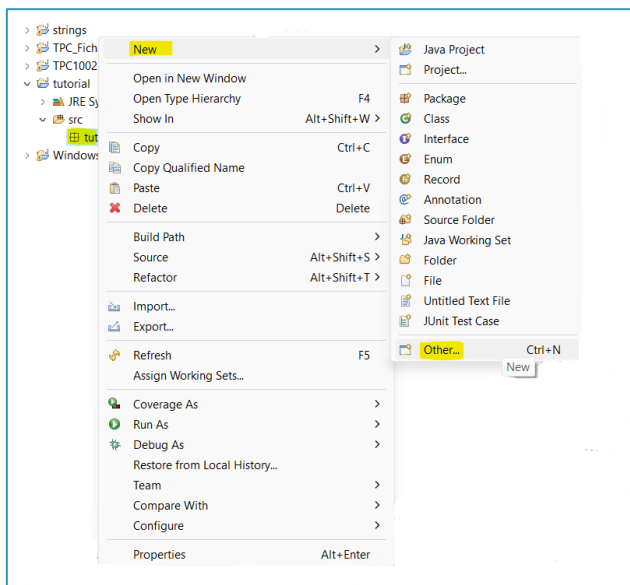 strings
TPC_Fich
TPC1002
tutorial
JRE Sy
src
tut
Windows
New
Open in New Window
Open Type Hierarchy F4
Show In Alt+Shift+W >
Copy Ctrl+C
Copy Qualified Name
Paste Ctrl+V
Delete Delete
Build Path
Source Alt+Shift+S >
Refactor Alt+Shift+T >
Import...
Export...
Refresh F5
Assign Working Sets...
Coverage As
Run As
Debug As
Restore from Local History...
Team
Compare With
Configure
Properties Alt+Enter
Java Project
Project...
Package
Class
Interface
Enum
Record
Annotation
Source Folder
Java Working Set
Folder
File
Untitled Text File
JUnit Test Case
Other... Ctrl+N
New